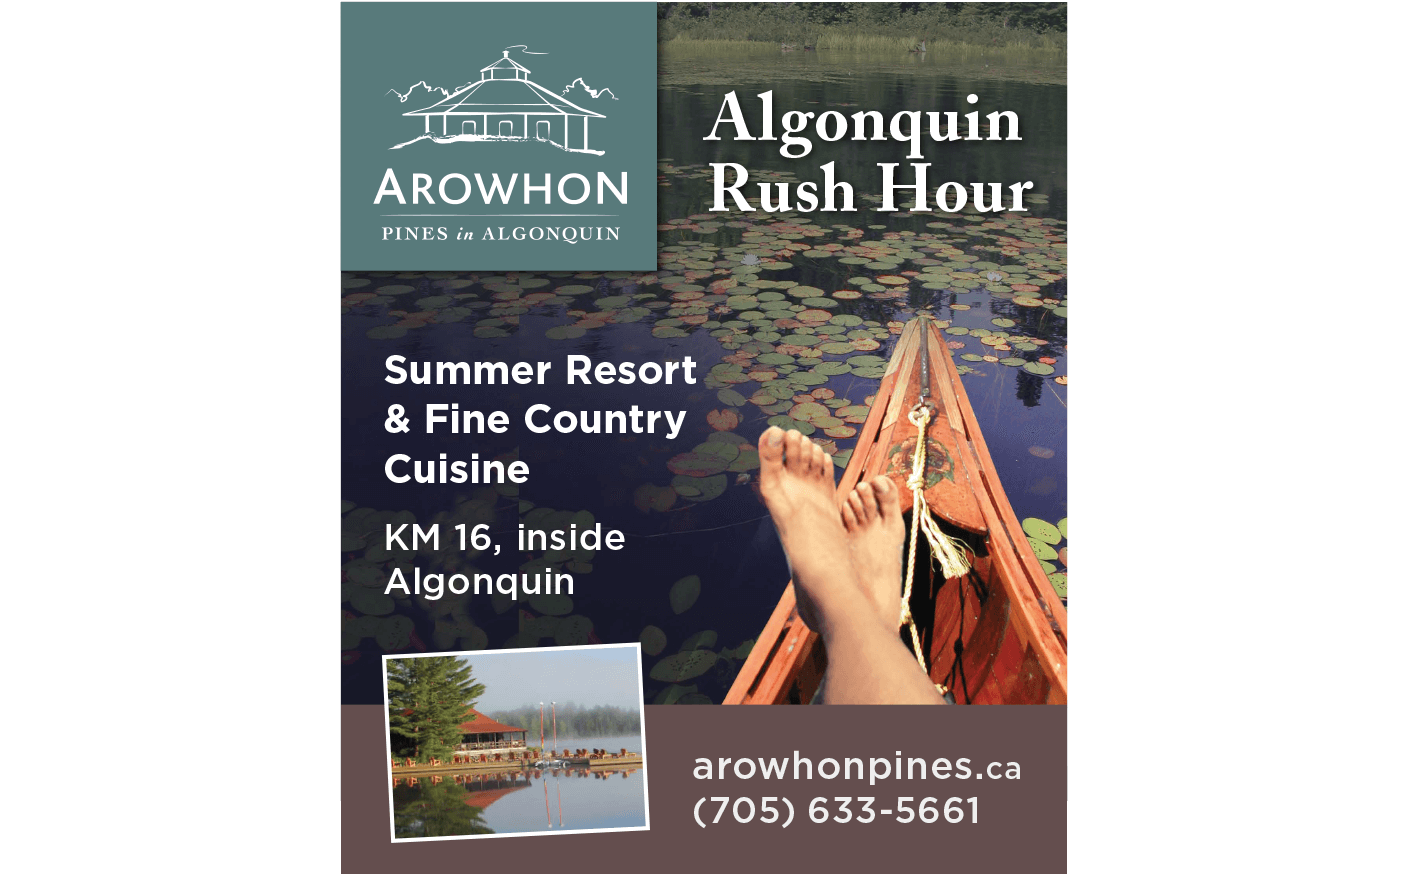 AROWHON
PINES in ALGONQUIN
Algonquin
Rush Hour
Summer Resort
& Fine Country
Cuisine
KM 16, inside
Algonquin
arowhonpines.ca
(705) 633-5661